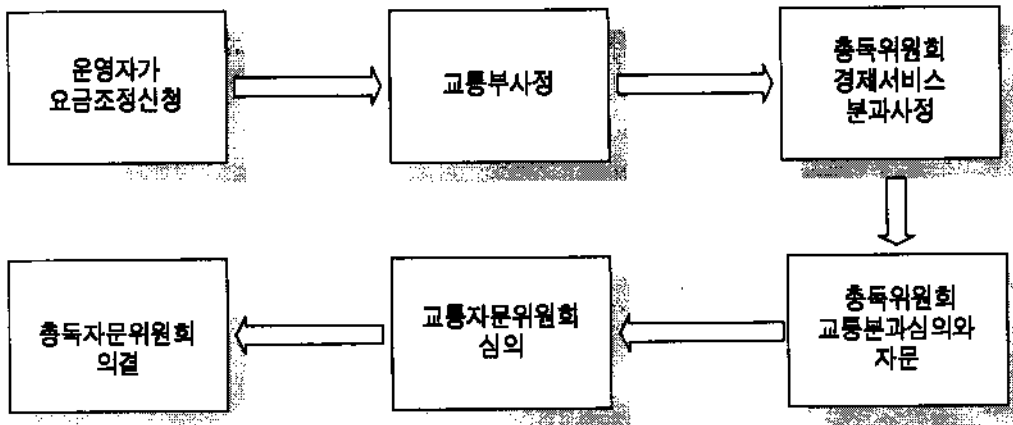 운영자가
요금조정신청
교통부사정
총독위원회
경제서비스
분과사정
총독위원회
교통분과심의와
자문
교통자문위원회
심의
총독자문위원회
의결